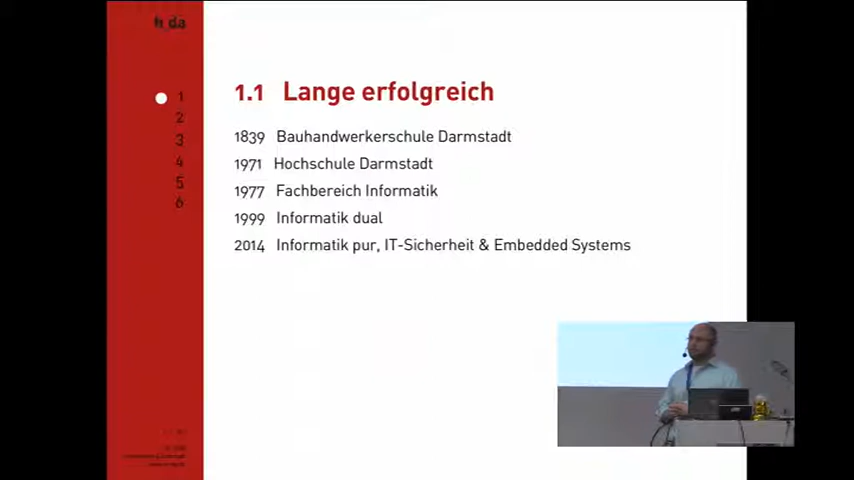 h_da
1
2
3
4
5
6
1.1 Lange erfolgreich
1839 Bauhandwerkerschule Darmstadt
1971 Hochschule Darmstadt
1977 Fachbereich Informatik
1999 Informatik dual
2014 Informatik pur, IT-Sicherheit & Embedded Systems